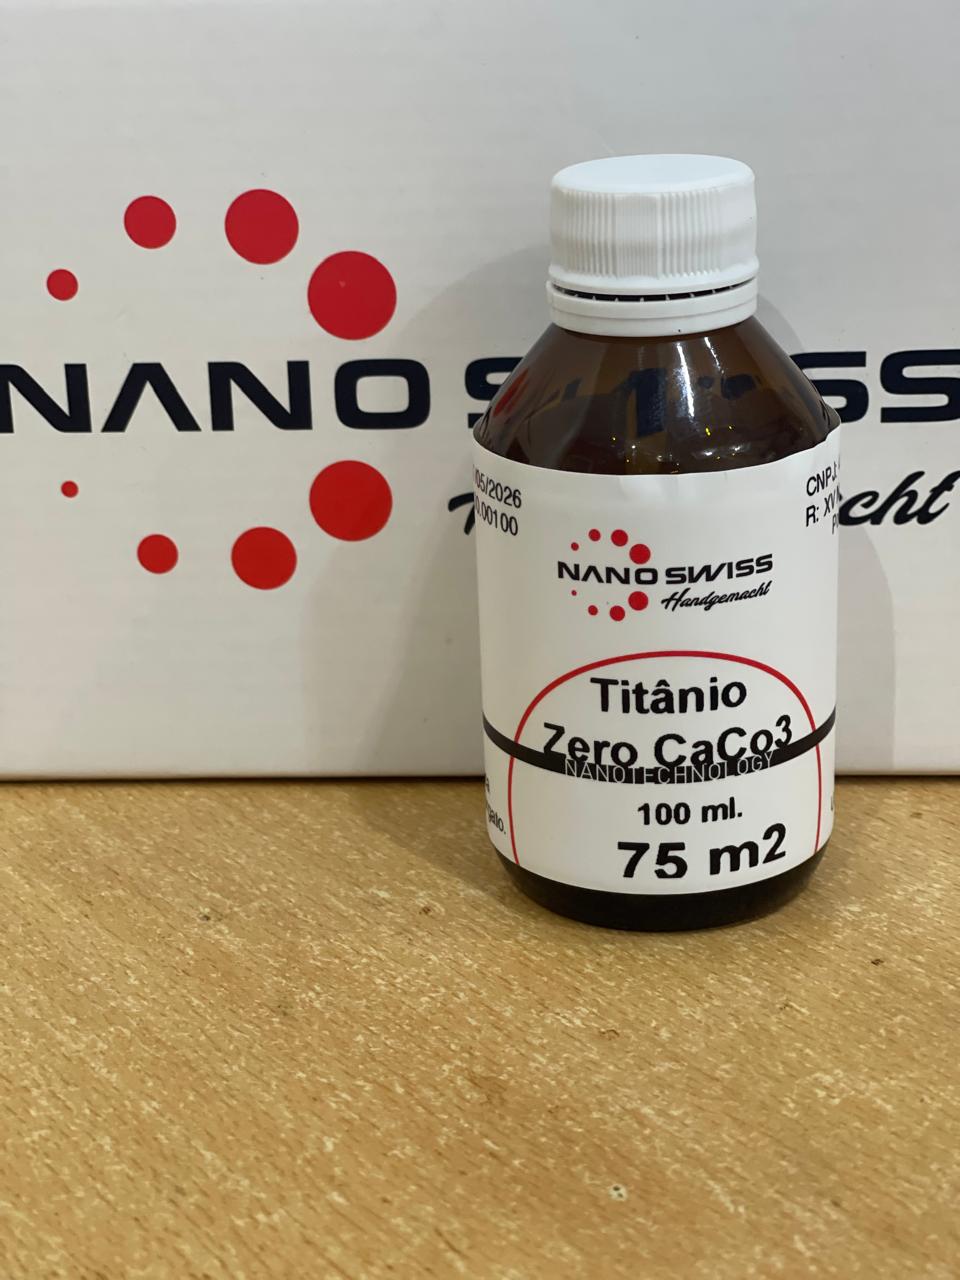 NANO S SS
cht
05/2026
0.00100
CNPJ:
R: XV
NANO SWISS
Handgemacht
Titânio
Zero CaCo3
NANOTECHNOLOGY
100 ml.
75 m2